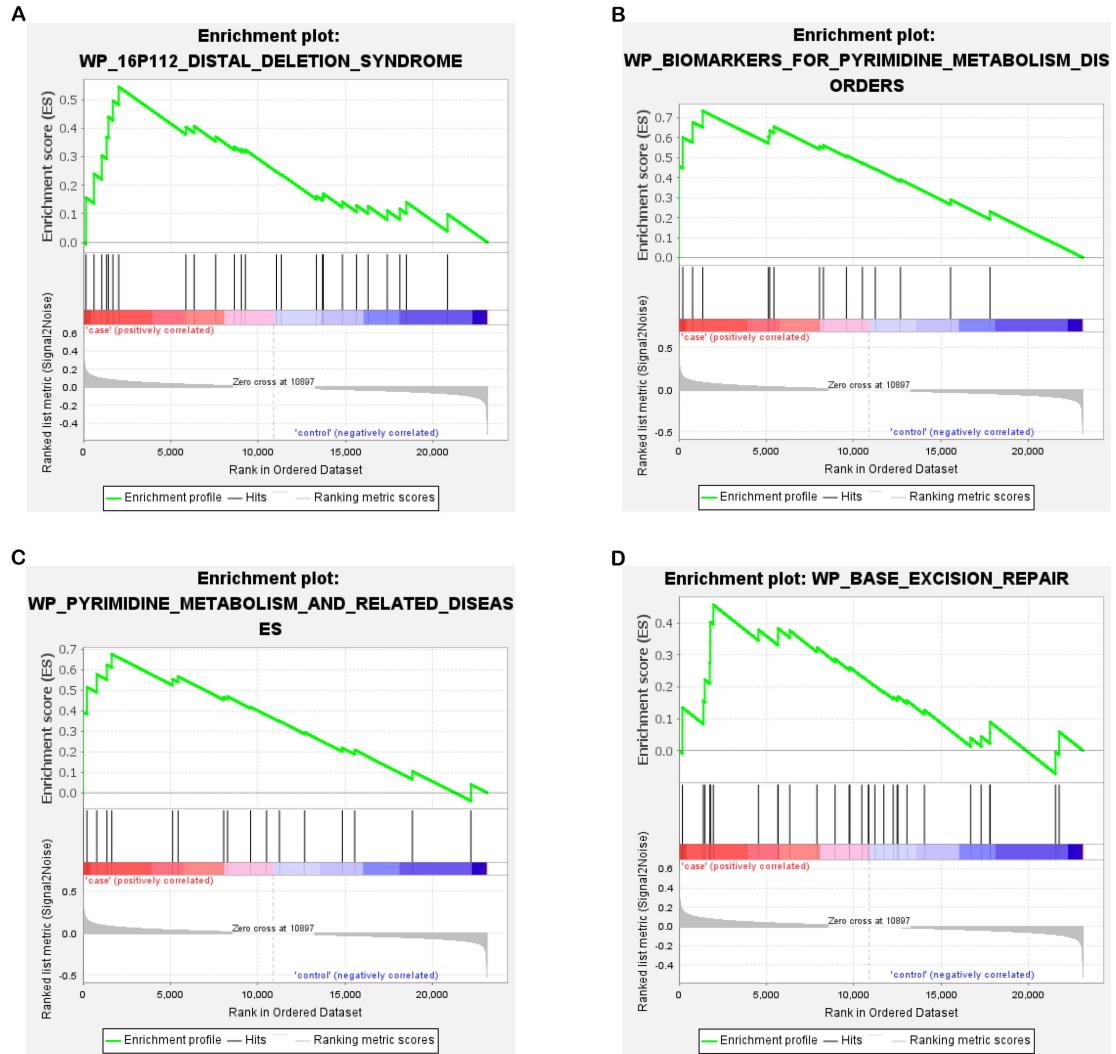 A
Enrichment plot:
WP_16P112_DISTAL_DELETION_SYNDROME
Enrichment score (ES)
0.5
0.4
0.3
0.2
0.1
0.0
'case' (positively correlated)
Ranked list metric (Signal2Noise)
0.6
0.4
0.2
0.0
-0.2
-0.4
Zero cross at 10897
'control' (negatively correlated)
0 5,000 10,000 15,000 20,000
Rank in Ordered Dataset
Enrichment profile Hits Ranking metric scores
B
Enrichment plot:
WP_BIOMARKERS_FOR_PYRIMIDINE_METABOLISM_DIS
ORDERS
Enrichment score (ES)
0.7
0.6
0.5
0.4
0.3
0.2
0.1
0.0
'case' (positively correlated)
Ranked list metric (Signal2Noise)
0.5
0.0
-0.5
Zero cross at 10897
'control' (negatively correlated)
0 5,000 10,000 15,000 20,000
Rank in Ordered Dataset
Enrichment profile Hits Ranking metric scores
C
Enrichment plot:
WP_PYRIMIDINE_METABOLISM_AND_RELATED_DISEAS
ES
Enrichment score (ES)
0.7
0.6
0.5
0.4
0.3
0.2
0.1
0.0
'case' (positively correlated)
Ranked list metric (Signal2Noise)
0.5
0.0
-0.5
Zero cross at 10897
'control' (negatively correlated)
0 5,000 10,000 15,000 20,000
Rank in Ordered Dataset
Enrichment profile Hits Ranking metric scores
D
Enrichment plot: WP_BASE_EXCISION_REPAIR
Enrichment score (ES)
0.4
0.3
0.2
0.1
0.0
'case' (positively correlated)
Ranked list metric (Signal2Noise)
0.6
0.4
0.2
0.0
-0.2
-0.4
Zero cross at 10897
'control' (negatively correlated)
0 5,000 10,000 15,000 20,000
Rank in Ordered Dataset
Enrichment profile Hits Ranking metric scores